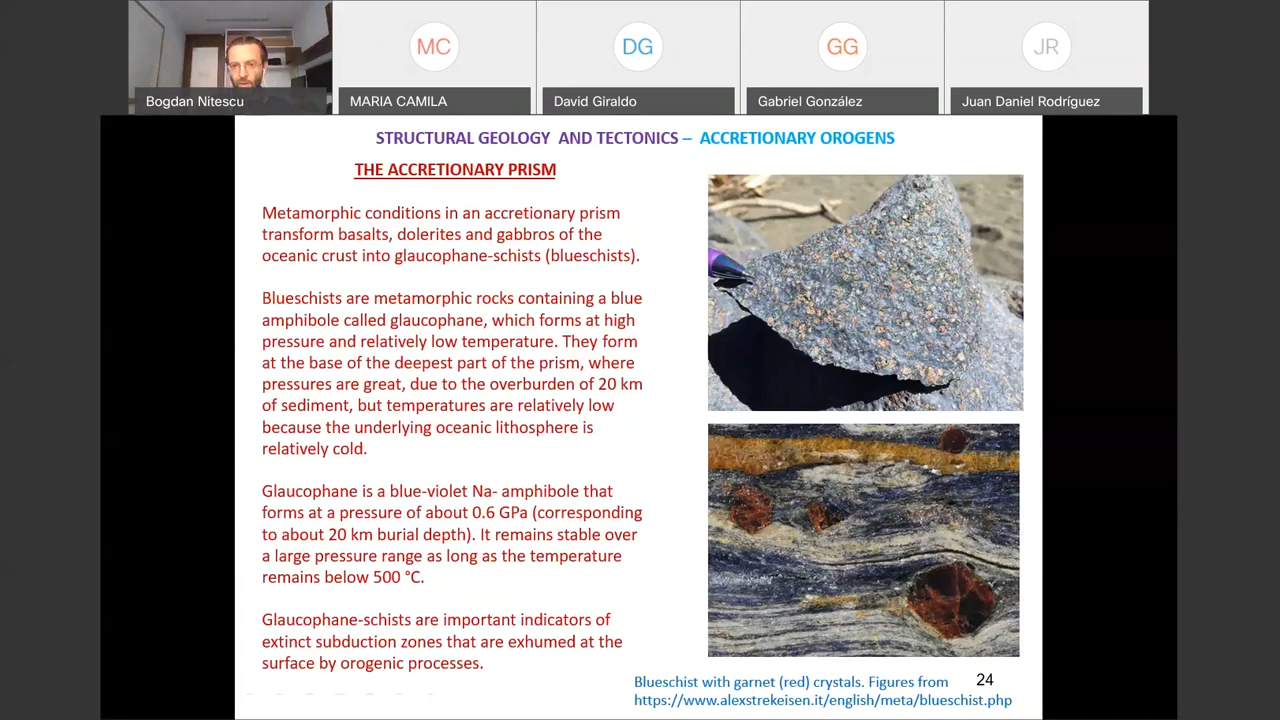 MC
DG
GG
JR
Bogdan Nitescu
MARIA CAMILA
David Giraldo
Gabriel González
Juan Daniel Rodríguez
STRUCTURAL GEOLOGY AND TECTONICS – ACCRETIONARY OROGENS
THE ACCRETIONARY PRISM
Metamorphic conditions in an accretionary prism
transform basalts, dolerites and gabbros of the
oceanic crust into glaucophane-schists (blueschists).
Blueschists are metamorphic rocks containing a blue
amphibole called glaucophane, which forms at high
pressure and relatively low temperature. They form
at the base of the deepest part of the prism, where
pressures are great, due to the overburden of 20 km
of sediment, but temperatures are relatively low
because the underlying oceanic lithosphere is
relatively cold.
Glaucophane is a blue-violet Na- amphibole that
forms at a pressure of about 0.6 GPa (corresponding
to about 20 km burial depth). It remains stable over
a large pressure range as long as the temperature
remains below 500 °C.
Glaucophane-schists are important indicators of
extinct subduction zones that are exhumed at the
surface by orogenic processes.
Blueschist with garnet (red) crystals. Figures from
https://www.alexstrekeisen.it/english/meta/blueschist.php
24